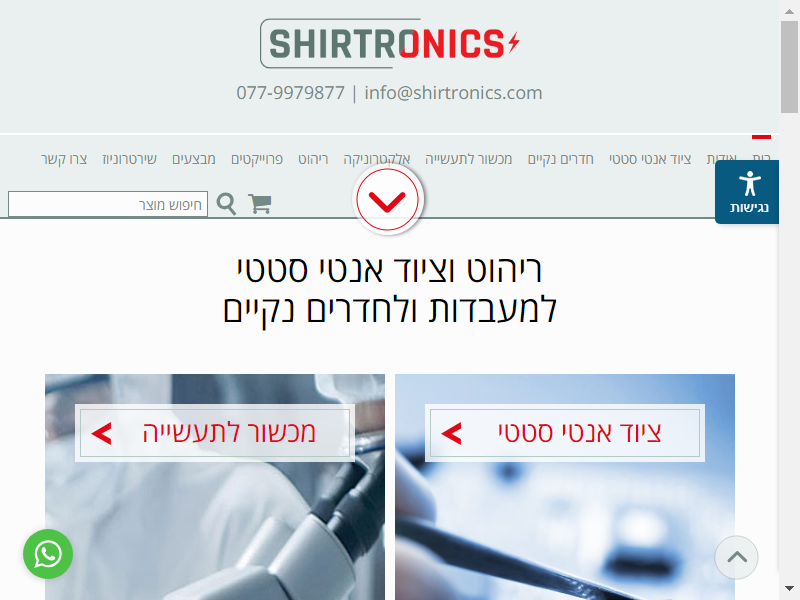 SHIRTRONICS
077-9979877 | info@shirtronics.com
בית אודות ציוד אנטי סטטי חדרים נקיים מכשור לתעשייה אלקטרוניקה ריהוט פרוייקטים מבצעים שירטרוניוז צרו קשר
נגישות
חיפוש מוצר
ריהוט וציוד אנטי סטטי
למעבדות ולחדרים נקיים
ציוד אנטי סטטי
מכשור לתעשייה